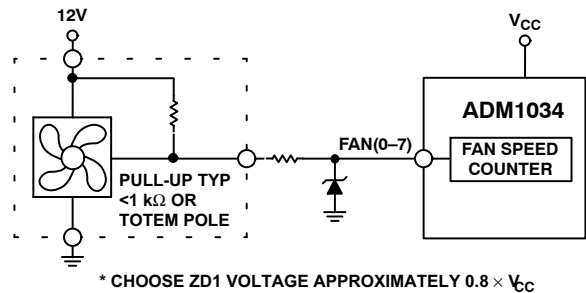 12V
VCC
ADM1034
FAN(0–7)
FAN SPEED
COUNTER
PULL-UP TYP
<1 kΩ OR
TOTEM POLE
* CHOOSE ZD1 VOLTAGE APPROXIMATELY 0.8 × VCC